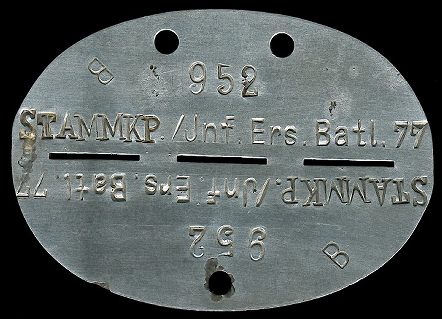 B
952
STAMMKP./Jnf. Ers. Batl. 77
STAMMKP./Jnf. Ers. Batl. 77
952
B